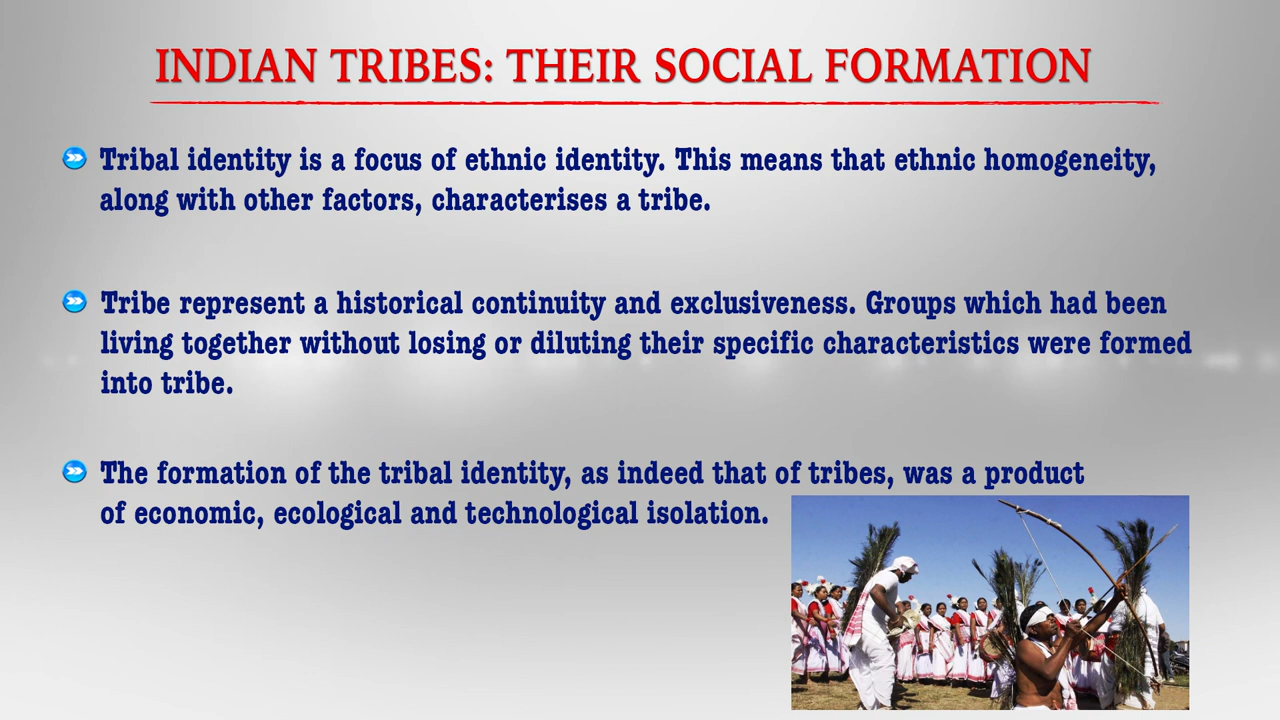 INDIAN TRIBES: THEIR SOCIAL FORMATION
Tribal identity is a focus of ethnic identity. This means that ethnic homogeneity,
along with other factors, characterises a tribe.
Tribe represent a historical continuity and exclusiveness. Groups which had been
living together without losing or diluting their specific characteristics were formed
into tribe.
The formation of the tribal identity, as indeed that of tribes, was a product
of economic, ecological and technological isolation.